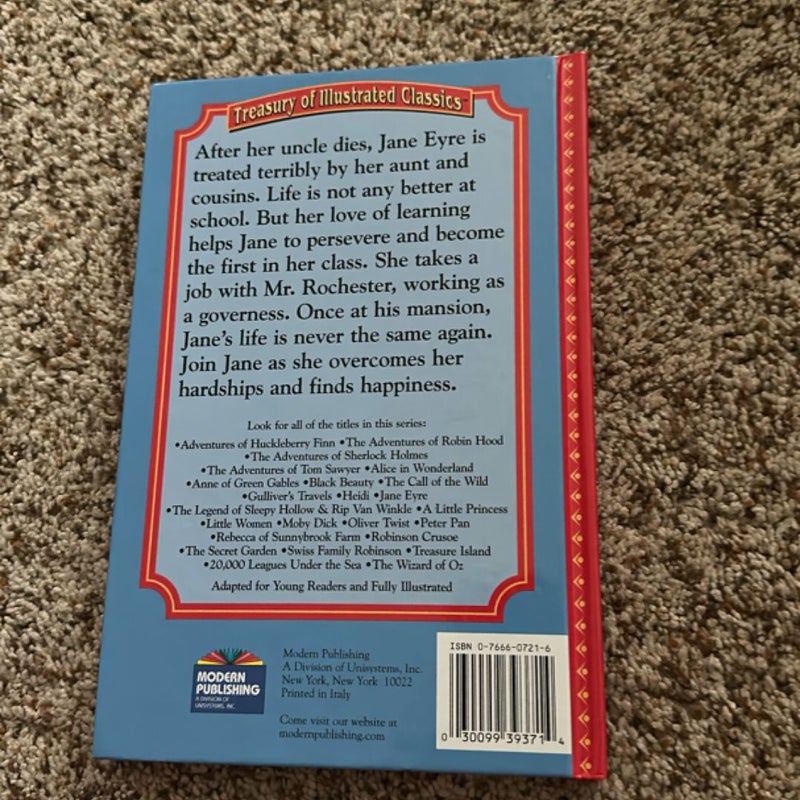 Treasury of Illustrated Classics™
After her uncle dies, Jane Eyre is
treated terribly by her aunt and
cousins. Life is not any better at
school. But her love of learning
helps Jane to persevere and become
the first in her class. She takes a
job with Mr. Rochester, working as
a governess. Once at his mansion,
Jane's life is never the same again.
Join Jane as she overcomes her
hardships and finds happiness.
Look for all of the titles in this series:
•Adventures of Huckleberry Finn •The Adventures of Robin Hood
•The Adventures of Sherlock Holmes
•The Adventures of Tom Sawyer •Alice in Wonderland
•Anne of Green Gables •Black Beauty •The Call of the Wild
•Gulliver's Travels •Heidi •Jane Eyre
•The Legend of Sleepy Hollow & Rip Van Winkle •A Little Princess
•Little Women •Moby Dick •Oliver Twist •Peter Pan
•Rebecca of Sunnybrook Farm •Robinson Crusoe
•The Secret Garden •Swiss Family Robinson •Treasure Island
•20,000 Leagues Under the Sea •The Wizard of Oz
Adapted for Young Readers and Fully Illustrated
MODERN
PUBLISHING
A DIVISION OF
UNISYSTEMS, INC.
Modern Publishing
A Division of Unisystems, Inc.
New York, New York 10022
Printed in Italy
Come visit our website at
modernpublishing.com
ISBN 0-7666-0721-6
0 30099 39371 4